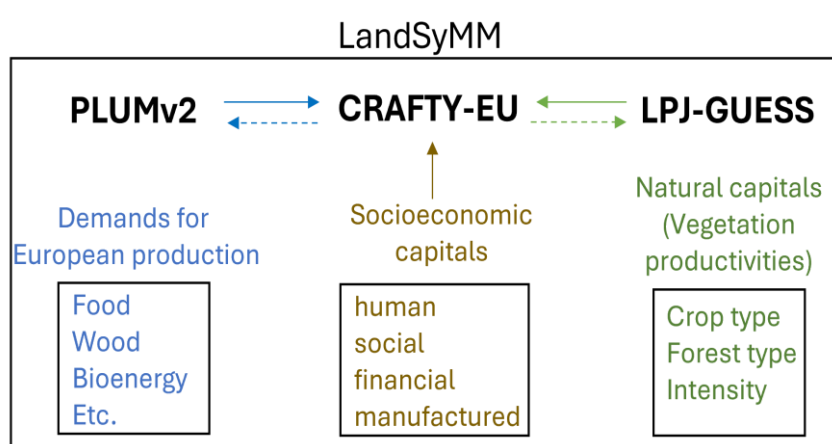 LandSyMM
PLUMv2
CRAFTY-EU
LPJ-GUESS
Demands for
European production
Food
Wood
Bioenergy
Etc.
Socioeconomic
capitals
human
social
financial
manufactured
Natural capitals
(Vegetation
productivities)
Crop type
Forest type
Intensity